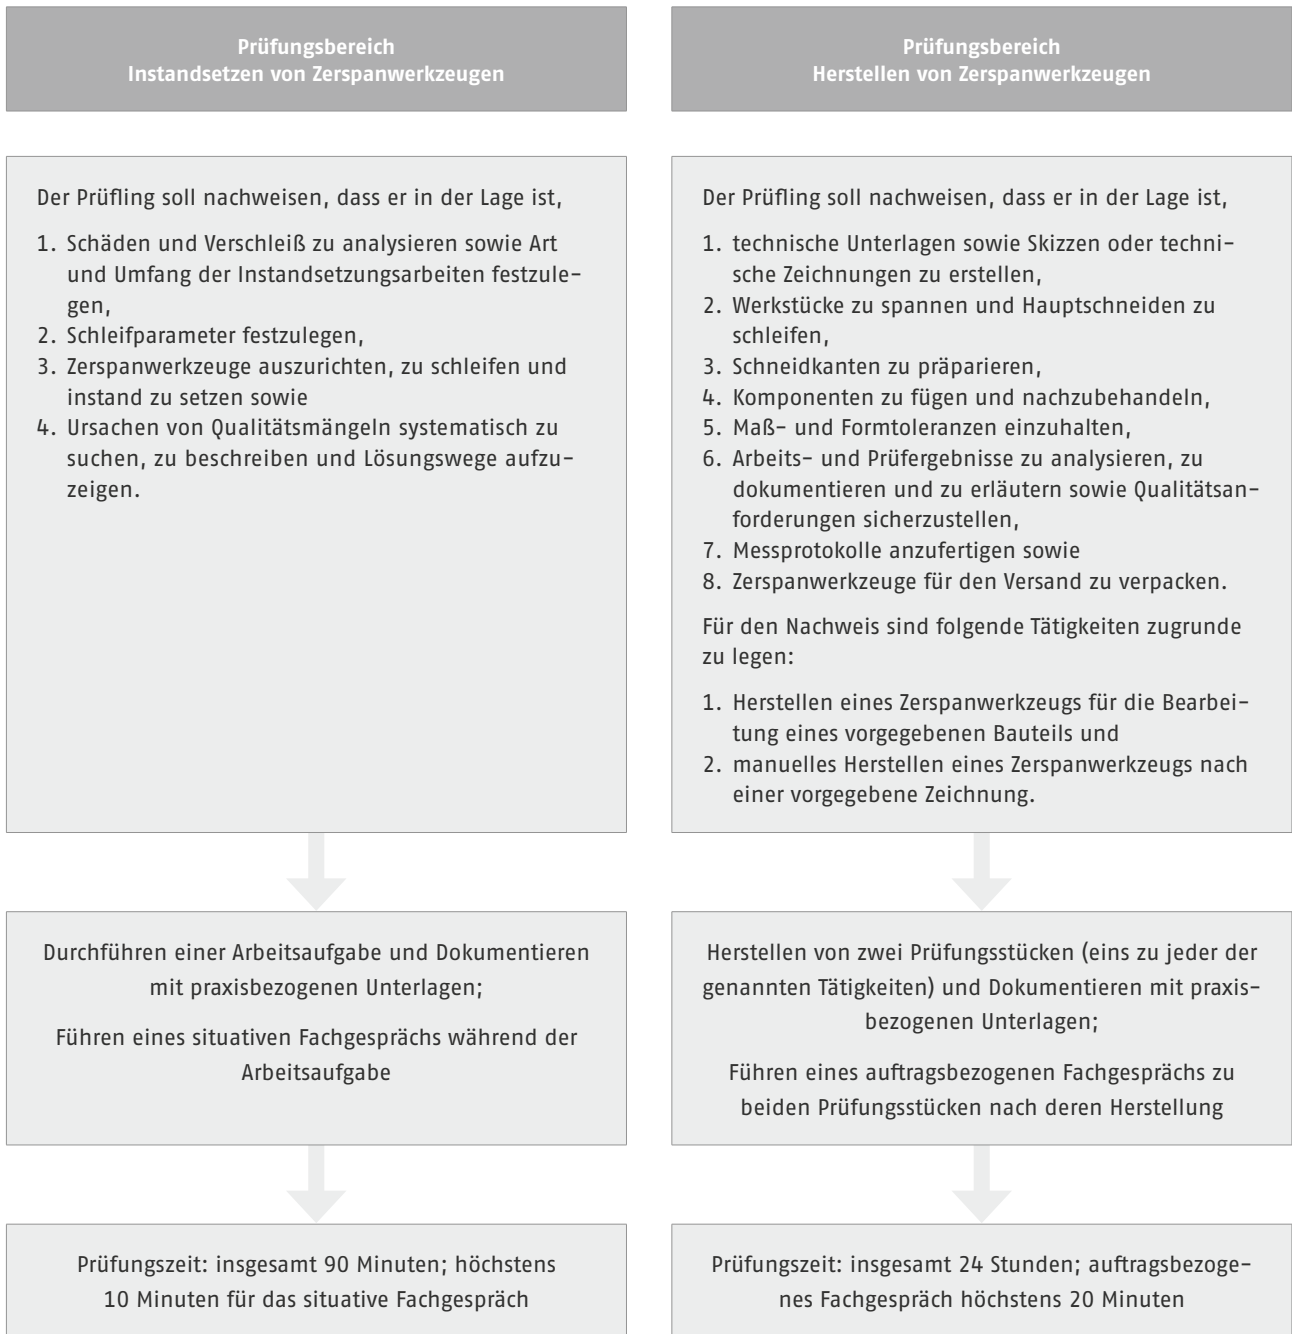 Prüfungsbereich
Instandsetzen von Zerspanwerkzeugen
Der Prüfling soll nachweisen, dass er in der Lage ist,
1. Schäden und Verschleiß zu analysieren sowie Art
und Umfang der Instandsetzungsarbeiten festzule-
gen,
2. Schleifparameter festzulegen,
3. Zerspanwerkzeuge auszurichten, zu schleifen und
instand zu setzen sowie
4. Ursachen von Qualitätsmängeln systematisch zu
suchen, zu beschreiben und Lösungswege aufzu-
zeigen.
Durchführen einer Arbeitsaufgabe und Dokumentieren
mit praxisbezogenen Unterlagen;
Führen eines situativen Fachgesprächs während der
Arbeitsaufgabe
Prüfungszeit: insgesamt 90 Minuten; höchstens
10 Minuten für das situative Fachgespräch
Prüfungsbereich
Herstellen von Zerspanwerkzeugen
Der Prüfling soll nachweisen, dass er in der Lage ist,
1. technische Unterlagen sowie Skizzen oder techni-
sche Zeichnungen zu erstellen,
2. Werkstücke zu spannen und Hauptschneiden zu
schleifen,
3. Schneidkanten zu präparieren,
4. Komponenten zu fügen und nachzubehandeln,
5. Maß- und Formtoleranzen einzuhalten,
6. Arbeits- und Prüfergebnisse zu analysieren, zu
dokumentieren und zu erläutern sowie Qualitätsan-
forderungen sicherzustellen,
7. Messprotokolle anzufertigen sowie
8. Zerspanwerkzeuge für den Versand zu verpacken.
Für den Nachweis sind folgende Tätigkeiten zugrunde
zu legen:
1. Herstellen eines Zerspanwerkzeugs für die Bearbei-
tung eines vorgegebenen Bauteils und
2. manuelles Herstellen eines Zerspanwerkzeugs nach
einer vorgegebene Zeichnung.
Herstellen von zwei Prüfungsstücken (eins zu jeder der
genannten Tätigkeiten) und Dokumentieren mit praxis-
bezogenen Unterlagen;
Führen eines auftragsbezogenen Fachgesprächs zu
beiden Prüfungsstücken nach deren Herstellung
Prüfungszeit: insgesamt 24 Stunden; auftragsbezoge-
nes Fachgespräch höchstens 20 Minuten